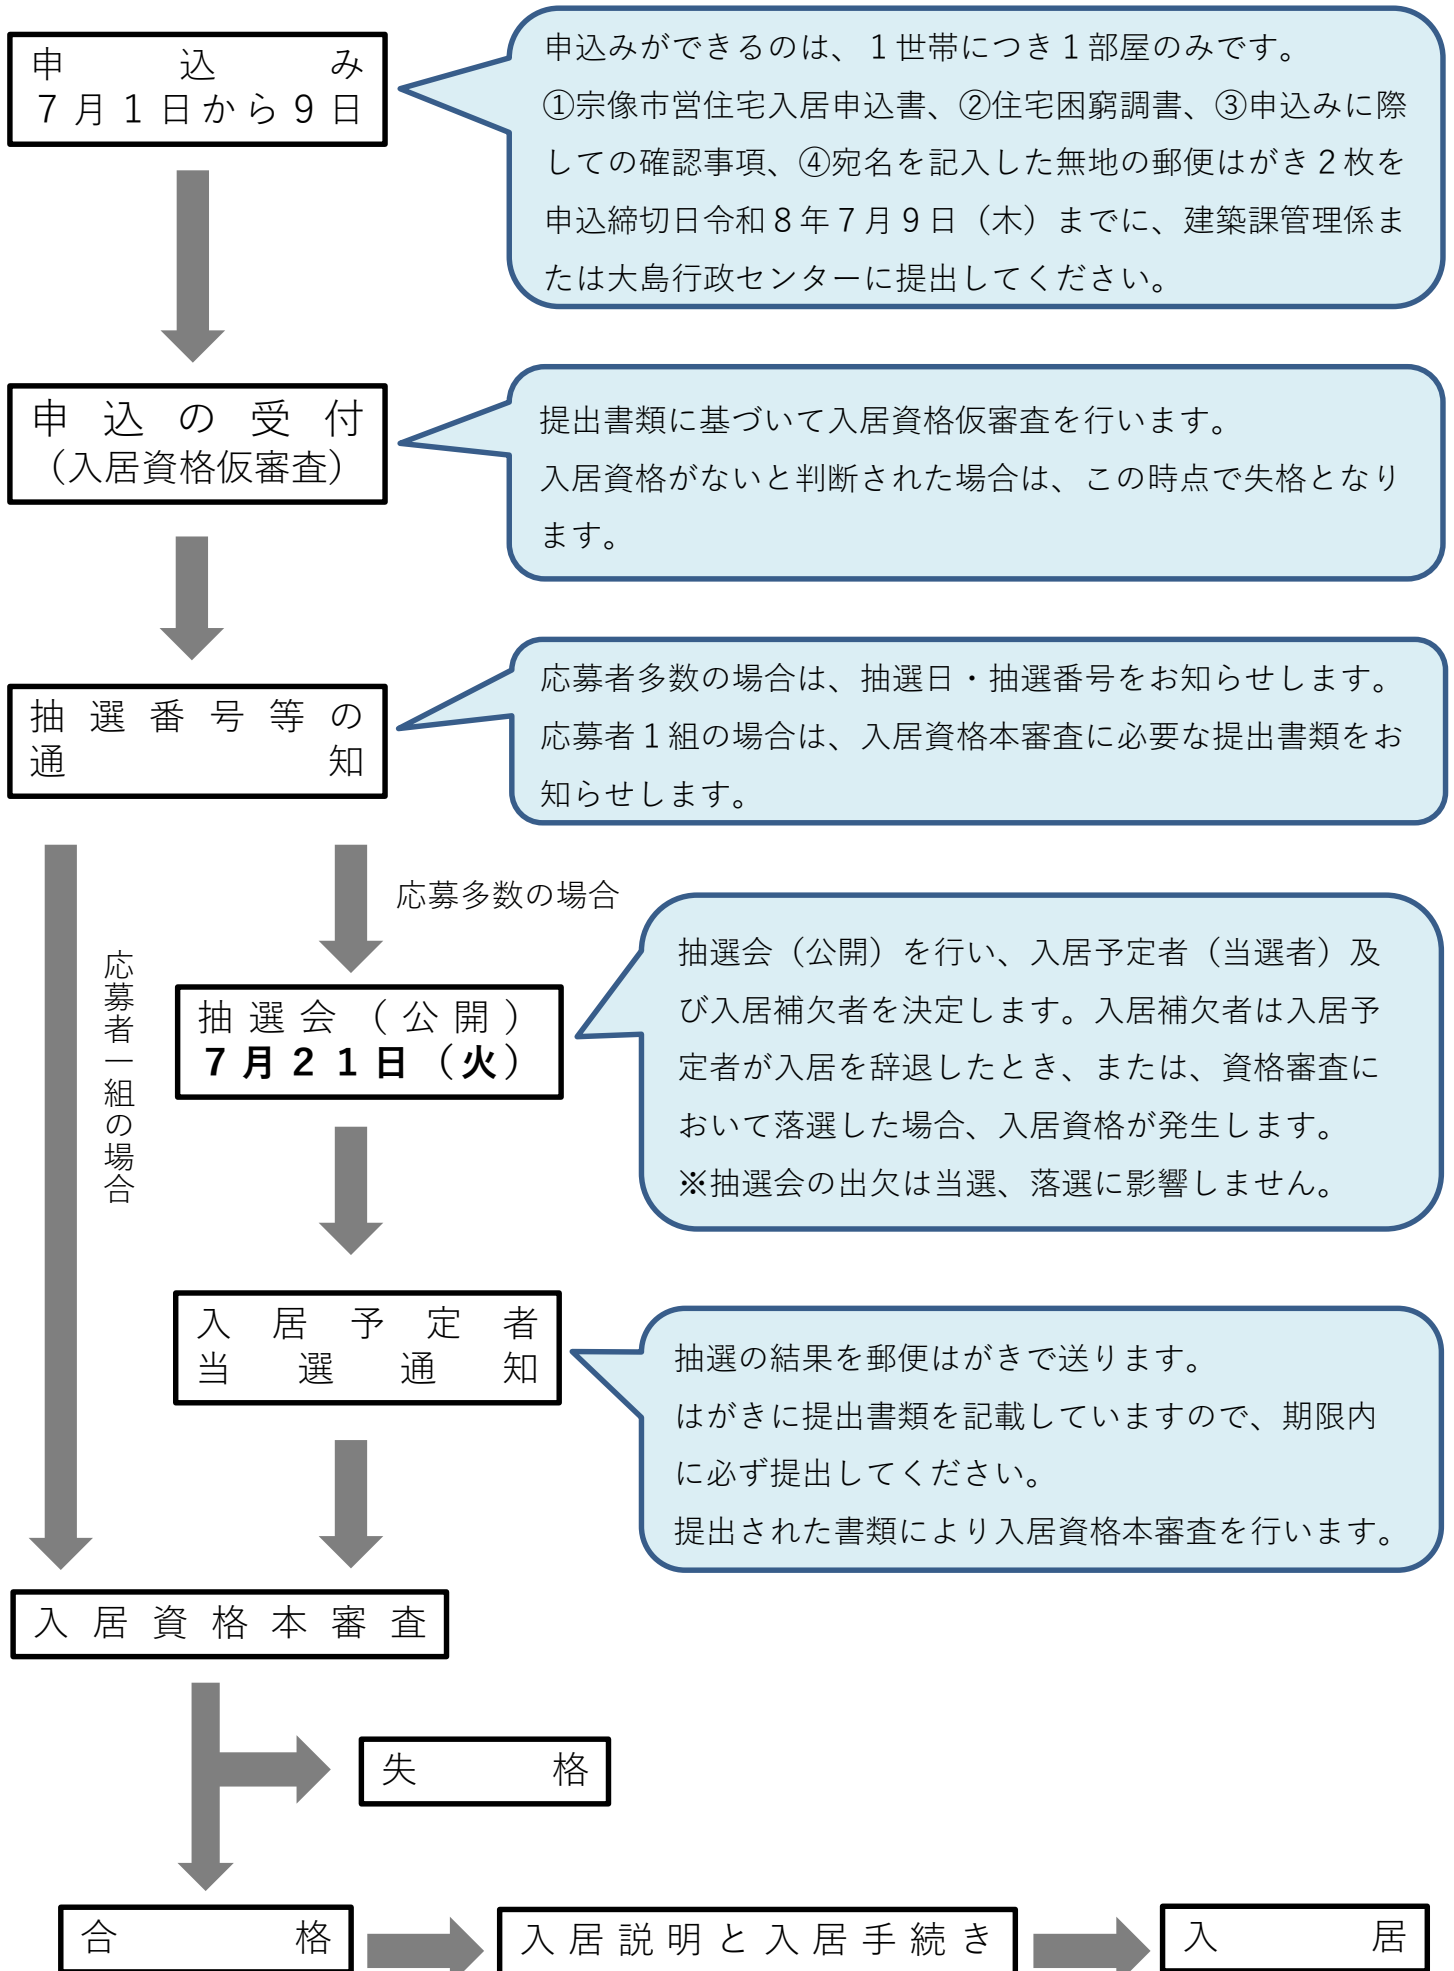 申込み
７月１日から９日
申込みができるのは、１世帯につき１部屋のみです。
①宗像市営住宅入居申込書、②住宅困窮調書、③申込みに際
しての確認事項、④宛名を記入した無地の郵便はがき２枚を
申込締切日令和８年７月９日（木）までに、建築課管理係ま
たは大島行政センターに提出してください。
申込の受付
（入居資格仮審査）
提出書類に基づいて入居資格仮審査を行います。
入居資格がないと判断された場合は、この時点で失格となり
ます。
抽選番号等の
通知
応募者多数の場合は、抽選日・抽選番号をお知らせします。
応募者１組の場合は、入居資格本審査に必要な提出書類をお
知らせします。
応募者一組の場合
応募多数の場合
抽選会（公開）
７月２１日（火）
抽選会（公開）を行い、入居予定者（当選者）及
び入居補欠者を決定します。入居補欠者は入居予
定者が入居を辞退したとき、または、資格審査に
おいて落選した場合、入居資格が発生します。
※抽選会の出欠は当選、落選に影響しません。
入居予定者
当選通知
抽選の結果を郵便はがきで送ります。
はがきに提出書類を記載していますので、期限内
に必ず提出してください。
提出された書類により入居資格本審査を行います。
入居資格本審査
失格
合格
入居説明と入居手続き
入居